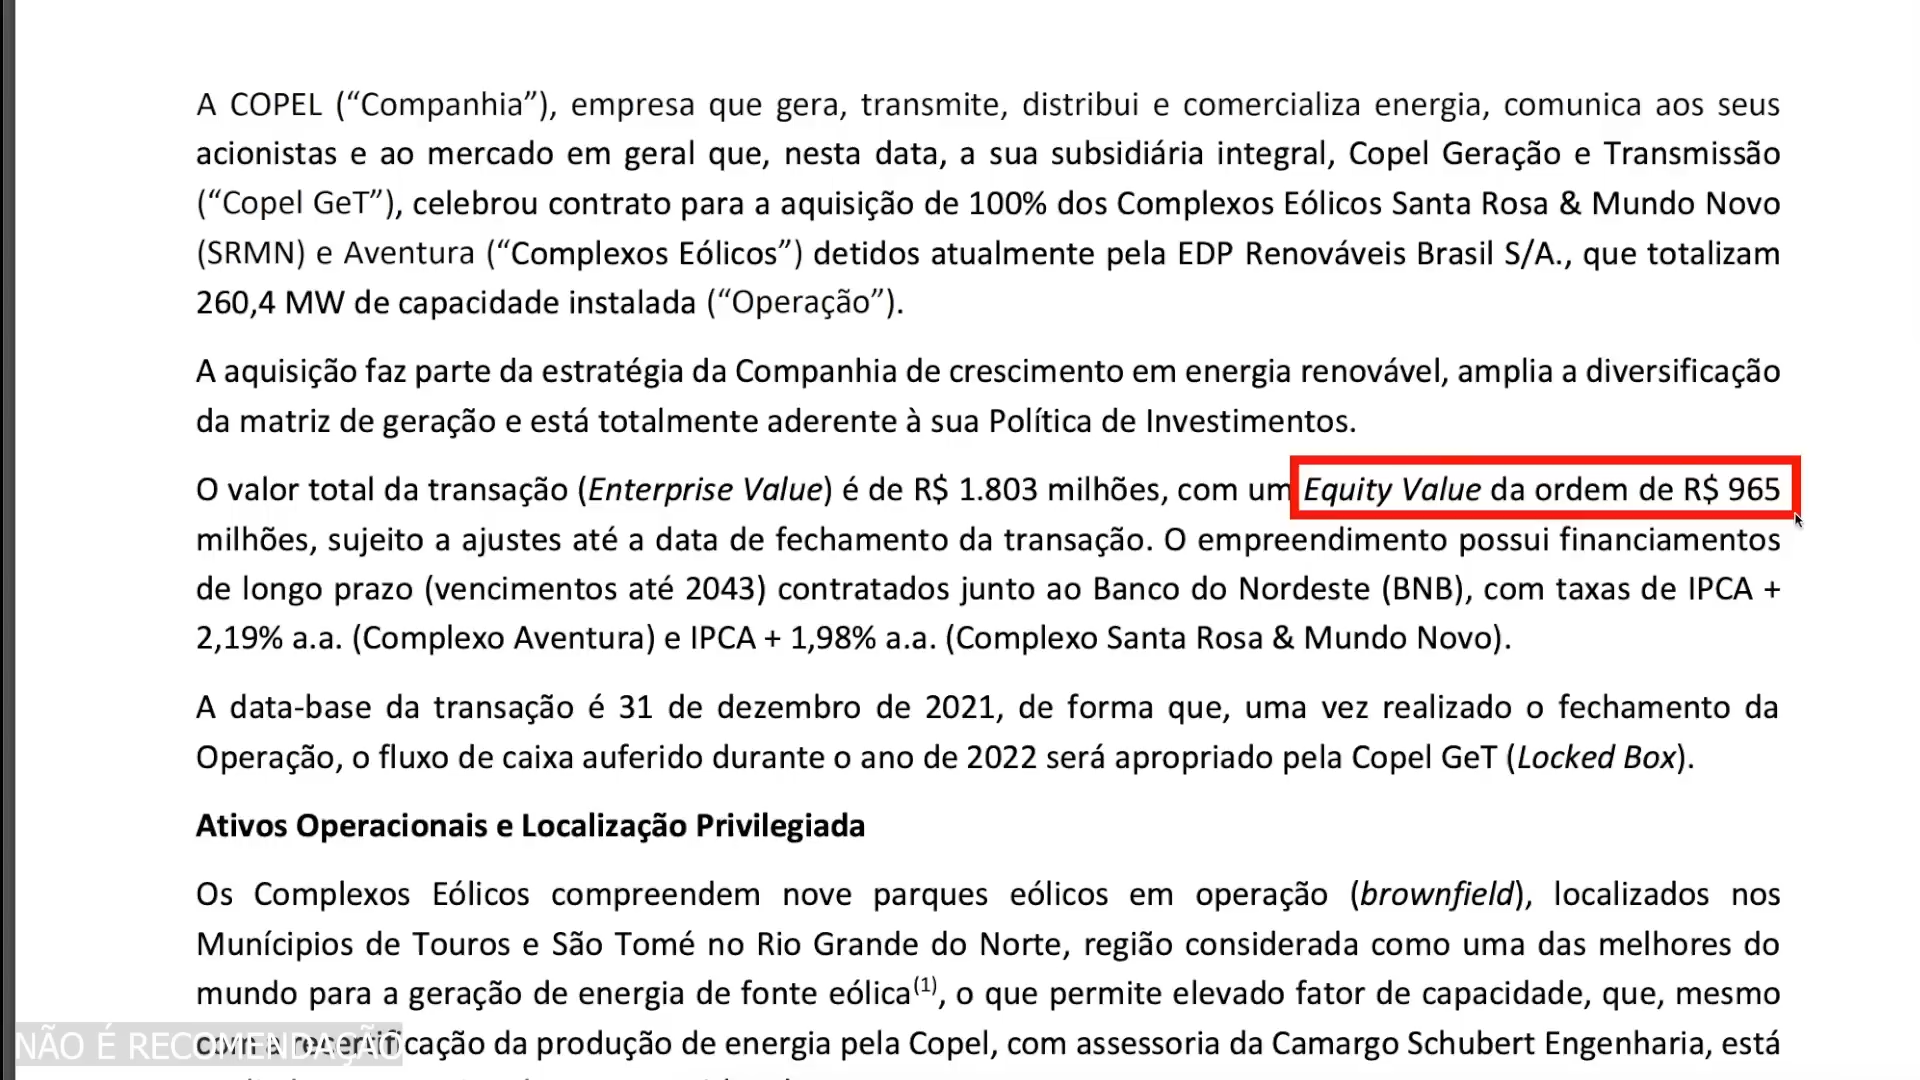 A COPEL (“Companhia”), empresa que gera, transmite, distribui e comercializa energia, comunica aos seus
acionistas e ao mercado em geral que, nesta data, a sua subsidiária integral, Copel Geração e Transmissão
(“Copel GeT”), celebrou contrato para a aquisição de 100% dos Complexos Eólicos Santa Rosa & Mundo Novo
(SRMN) e Aventura (“Complexos Eólicos”) detidos atualmente pela EDP Renováveis Brasil S/A., que totalizam
260,4 MW de capacidade instalada (“Operação”).
A aquisição faz parte da estratégia da Companhia de crescimento em energia renovável, amplia a diversificação
da matriz de geração e está totalmente aderente à sua Política de Investimentos.
O valor total da transação (Enterprise Value) é de R$ 1.803 milhões, com um Equity Value da ordem de R$ 965
milhões, sujeito a ajustes até a data de fechamento da transação. O empreendimento possui financiamentos
de longo prazo (vencimentos até 2043) contratados junto ao Banco do Nordeste (BNB), com taxas de IPCA +
2,19% a.a. (Complexo Aventura) e IPCA + 1,98% a.a. (Complexo Santa Rosa & Mundo Novo).
A data-base da transação é 31 de dezembro de 2021, de forma que, uma vez realizado o fechamento da
Operação, o fluxo de caixa auferido durante o ano de 2022 será apropriado pela Copel GeT (Locked Box).
Ativos Operacionais e Localização Privilegiada
Os Complexos Eólicos compreendem nove parques eólicos em operação (brownfield), localizados nos
Munícipios de Touros e São Tomé no Rio Grande do Norte, região considerada como uma das melhores do
mundo para a geração de energia de fonte eólica(1), o que permite elevado fator de capacidade, que, mesmo
com a recertificação da produção de energia pela Copel, com assessoria da Camargo Schubert Engenharia, está
NÃO É RECOMENDAÇÃO